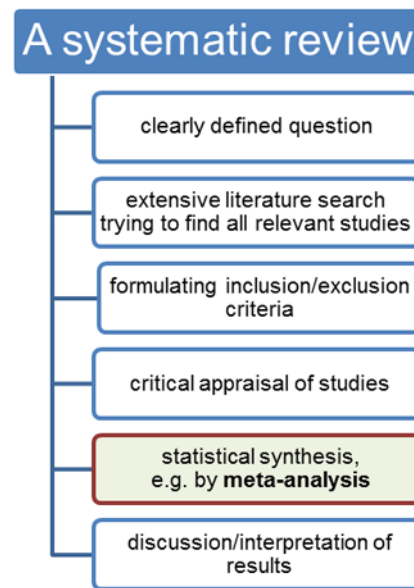 A systematic review
clearly defined question
extensive literature search
trying to find all relevant studies
formulating inclusion/exclusion
criteria
critical appraisal of studies
statistical synthesis,
e.g. by meta-analysis
discussion/interpretation of
results